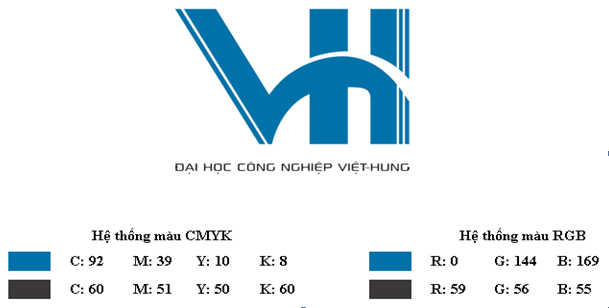 VH
ĐẠI HỌC CÔNG NGHIỆP VIỆT-HUNG
Hệ thống màu CMYK
C: 92 M: 39 Y: 10 K: 8
C: 60 M: 51 Y: 50 K: 60
Hệ thống màu RGB
R: 0 G: 144 B: 169
R: 59 G: 56 B: 55